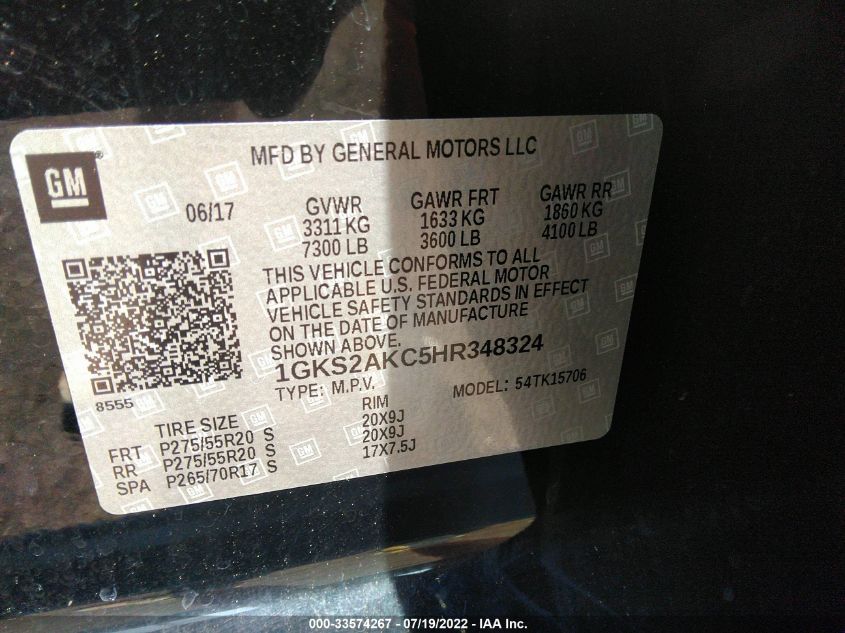 MFD BY GENERAL MOTORS LLC
GM
®
06/17
GVWR
3311 KG
7300 LB
GAWR FRT
1633 KG
3600 LB
GAWR RR
1860 KG
4100 LB
THIS VEHICLE CONFORMS TO ALL
APPLICABLE U.S. FEDERAL MOTOR
VEHICLE SAFETY STANDARDS IN EFFECT
ON THE DATE OF MANUFACTURE
SHOWN ABOVE.
1GKS2AKC5HR348324
8555
TYPE: M.P.V. MODEL: 54TK15706
TIRE SIZE RIM
FRT P275/55R20 S 20X9J
RR P275/55R20 S 20X9J
SPA P265/70R17 S 17X7.5J
000-33574267 - 07/19/2022 - IAA Inc.